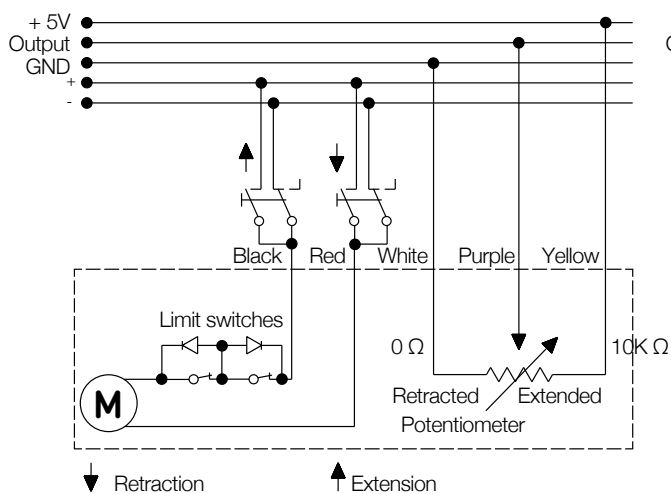 + 5V
Output
GND
+
-
Black Red White Purple Yellow
Limit switches
0 Ω 10K Ω
Retracted Extended
Potentiometer
M
Retraction Extension